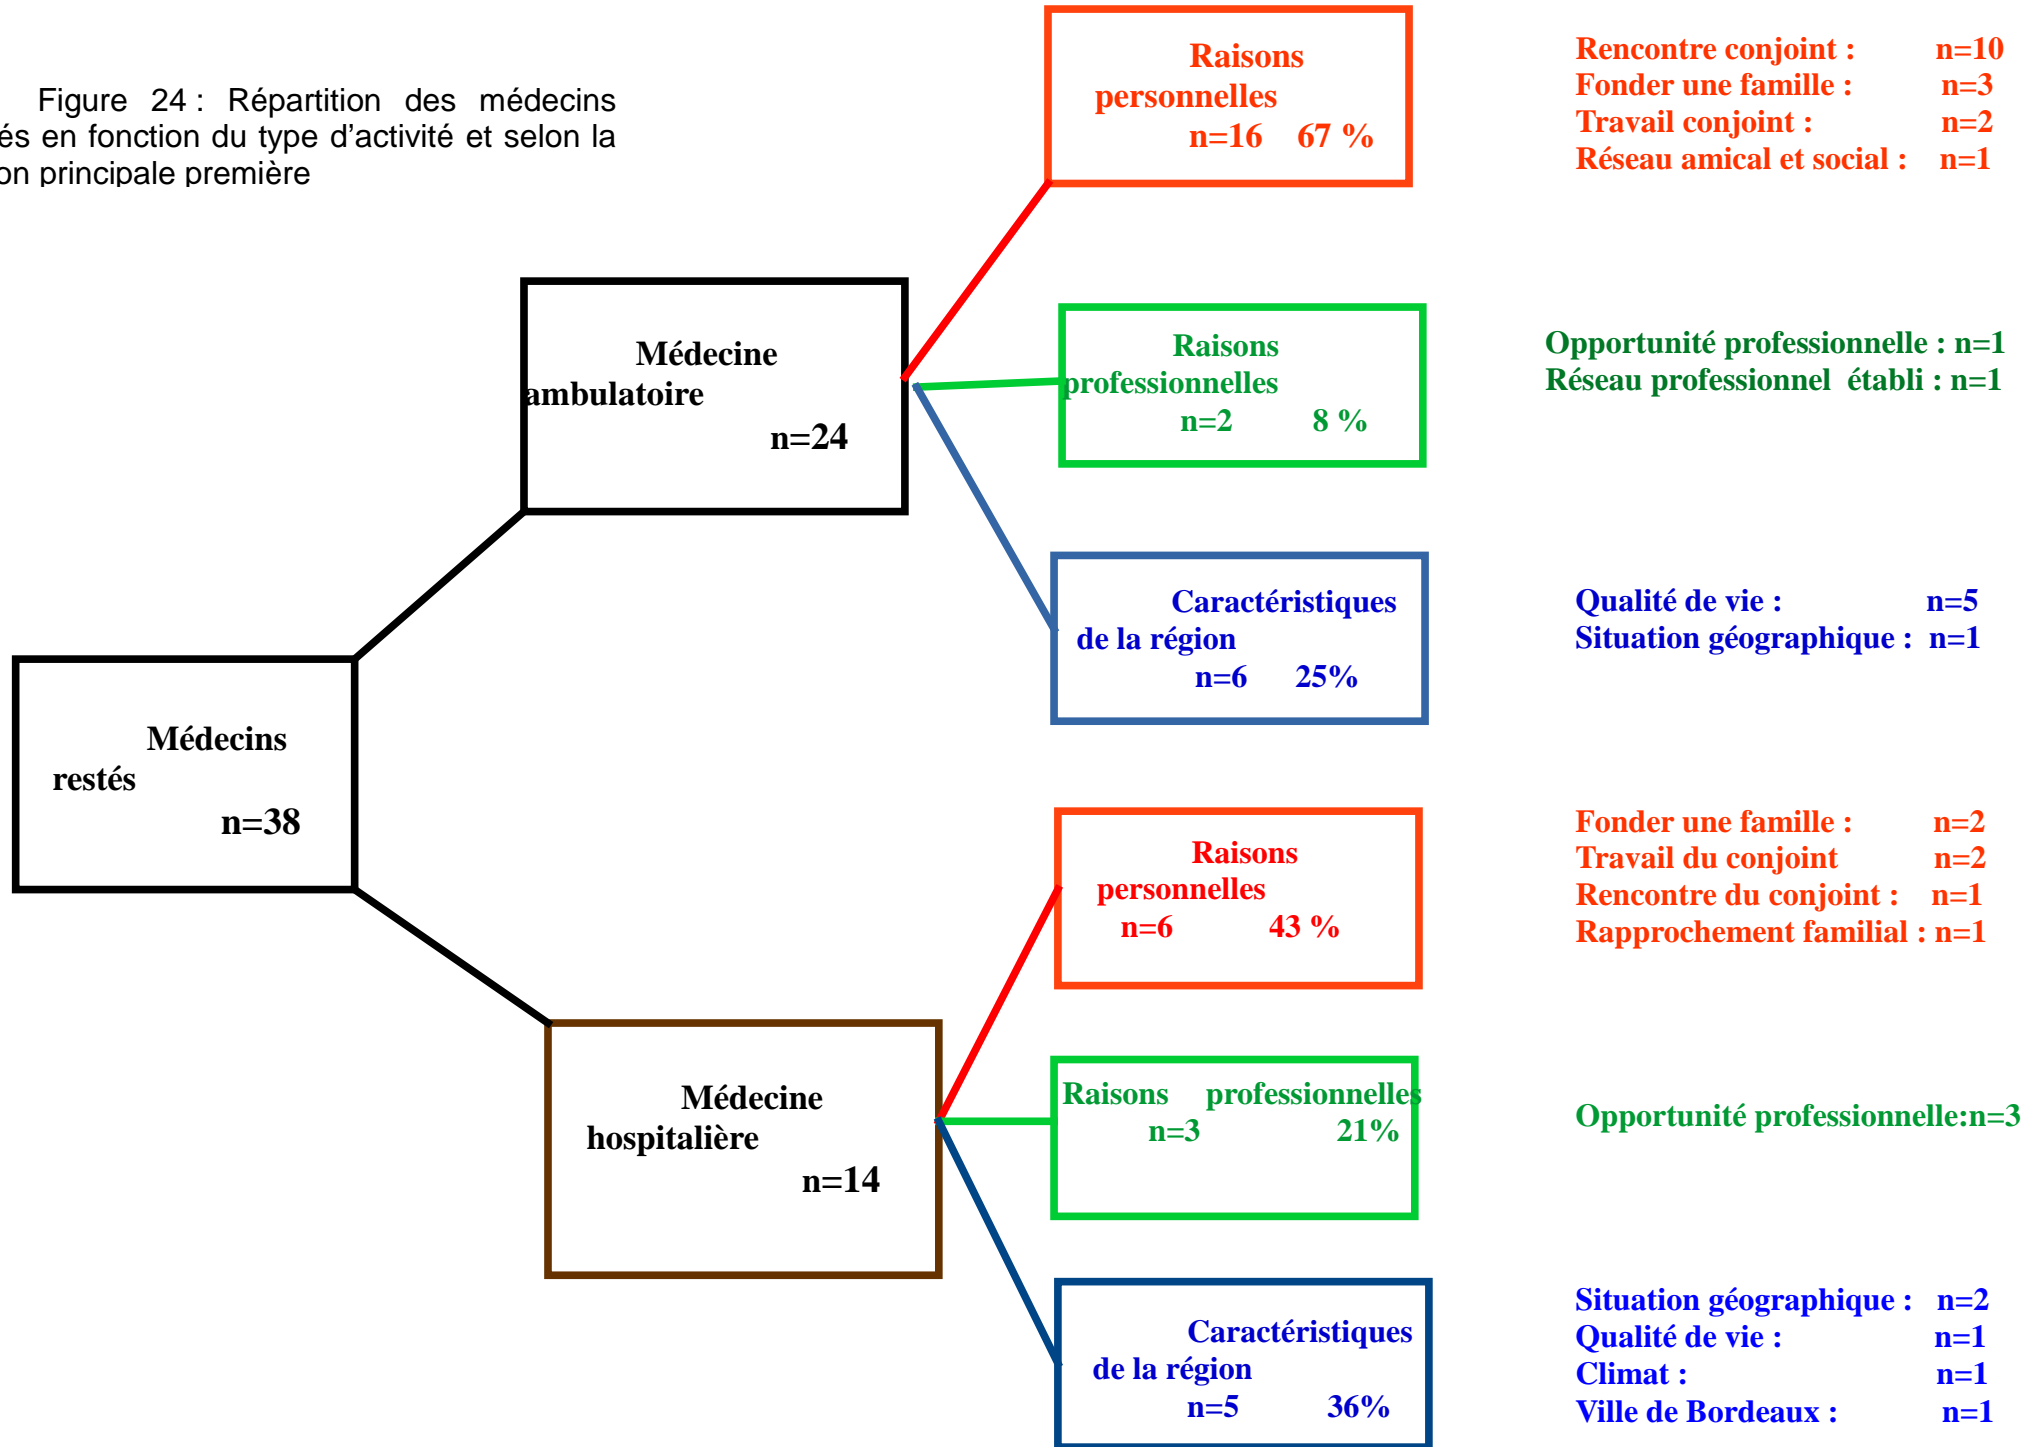 Figure 24 : Répartition des médecins
és en fonction du type d'activité et selon la
on principale première
Raisons
personnelles
n=16 67 %
Rencontre conjoint : n=10
Fonder une famille : n=3
Travail conjoint : n=2
Réseau amical et social : n=1
Médecine
ambulatoire
n=24
Raisons
professionnelles
n=2 8 %
Opportunité professionnelle : n=1
Réseau professionnel établi : n=1
Caractéristiques
de la région
n=6 25%
Qualité de vie : n=5
Situation géographique : n=1
Médecins
restés
n=38
Raisons
personnelles
n=6 43 %
Fonder une famille : n=2
Travail du conjoint n=2
Rencontre du conjoint : n=1
Rapprochement familial : n=1
Médecine
hospitalière
n=14
Raisons professionnelles
n=3 21%
Opportunité professionnelle:n=3
Caractéristiques
de la région
n=5 36%
Situation géographique : n=2
Qualité de vie : n=1
Climat : n=1
Ville de Bordeaux : n=1